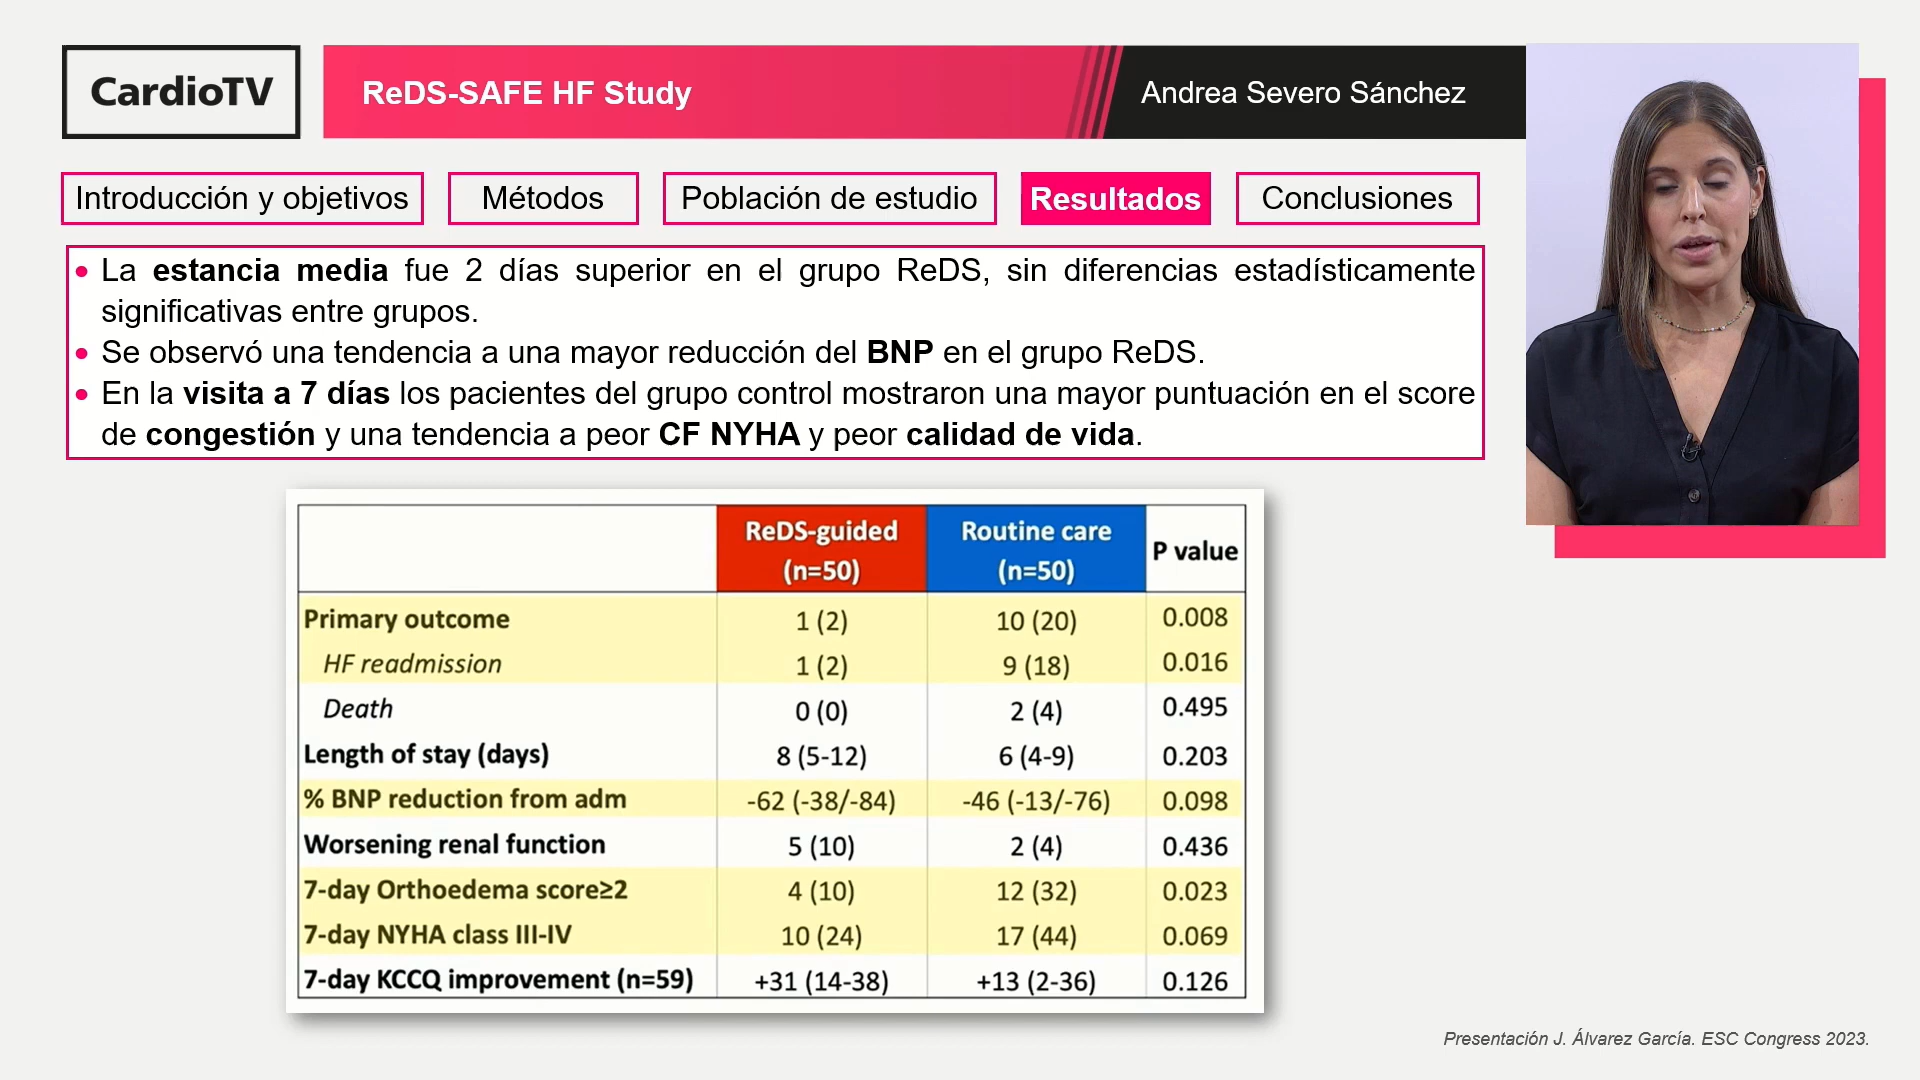 CardioTV
ReDS-SAFE HF Study
Andrea Severo Sánchez
Introducción y objetivos
Métodos
Población de estudio
Resultados
Conclusiones
• La estancia media fue 2 días superior en el grupo ReDS, sin diferencias estadísticamente
significativas entre grupos.
• Se observó una tendencia a una mayor reducción del BNP en el grupo ReDS.
• En la visita a 7 días los pacientes del grupo control mostraron una mayor puntuación en el score
de congestión y una tendencia a peor CF NYHA y peor calidad de vida.
ReDS-guided (n=50) Routine care (n=50) P value
Primary outcome 1 (2) 10 (20) 0.008
HF readmission 1 (2) 9 (18) 0.016
Death 0 (0) 2 (4) 0.495
Length of stay (days) 8 (5-12) 6 (4-9) 0.203
% BNP reduction from adm -62 (-38/-84) -46 (-13/-76) 0.098
Worsening renal function 5 (10) 2 (4) 0.436
7-day Orthoedema score≥2 4 (10) 12 (32) 0.023
7-day NYHA class III-IV 10 (24) 17 (44) 0.069
7-day KCCQ improvement (n=59) +31 (14-38) +13 (2-36) 0.126
Presentación J. Álvarez García. ESC Congress 2023.